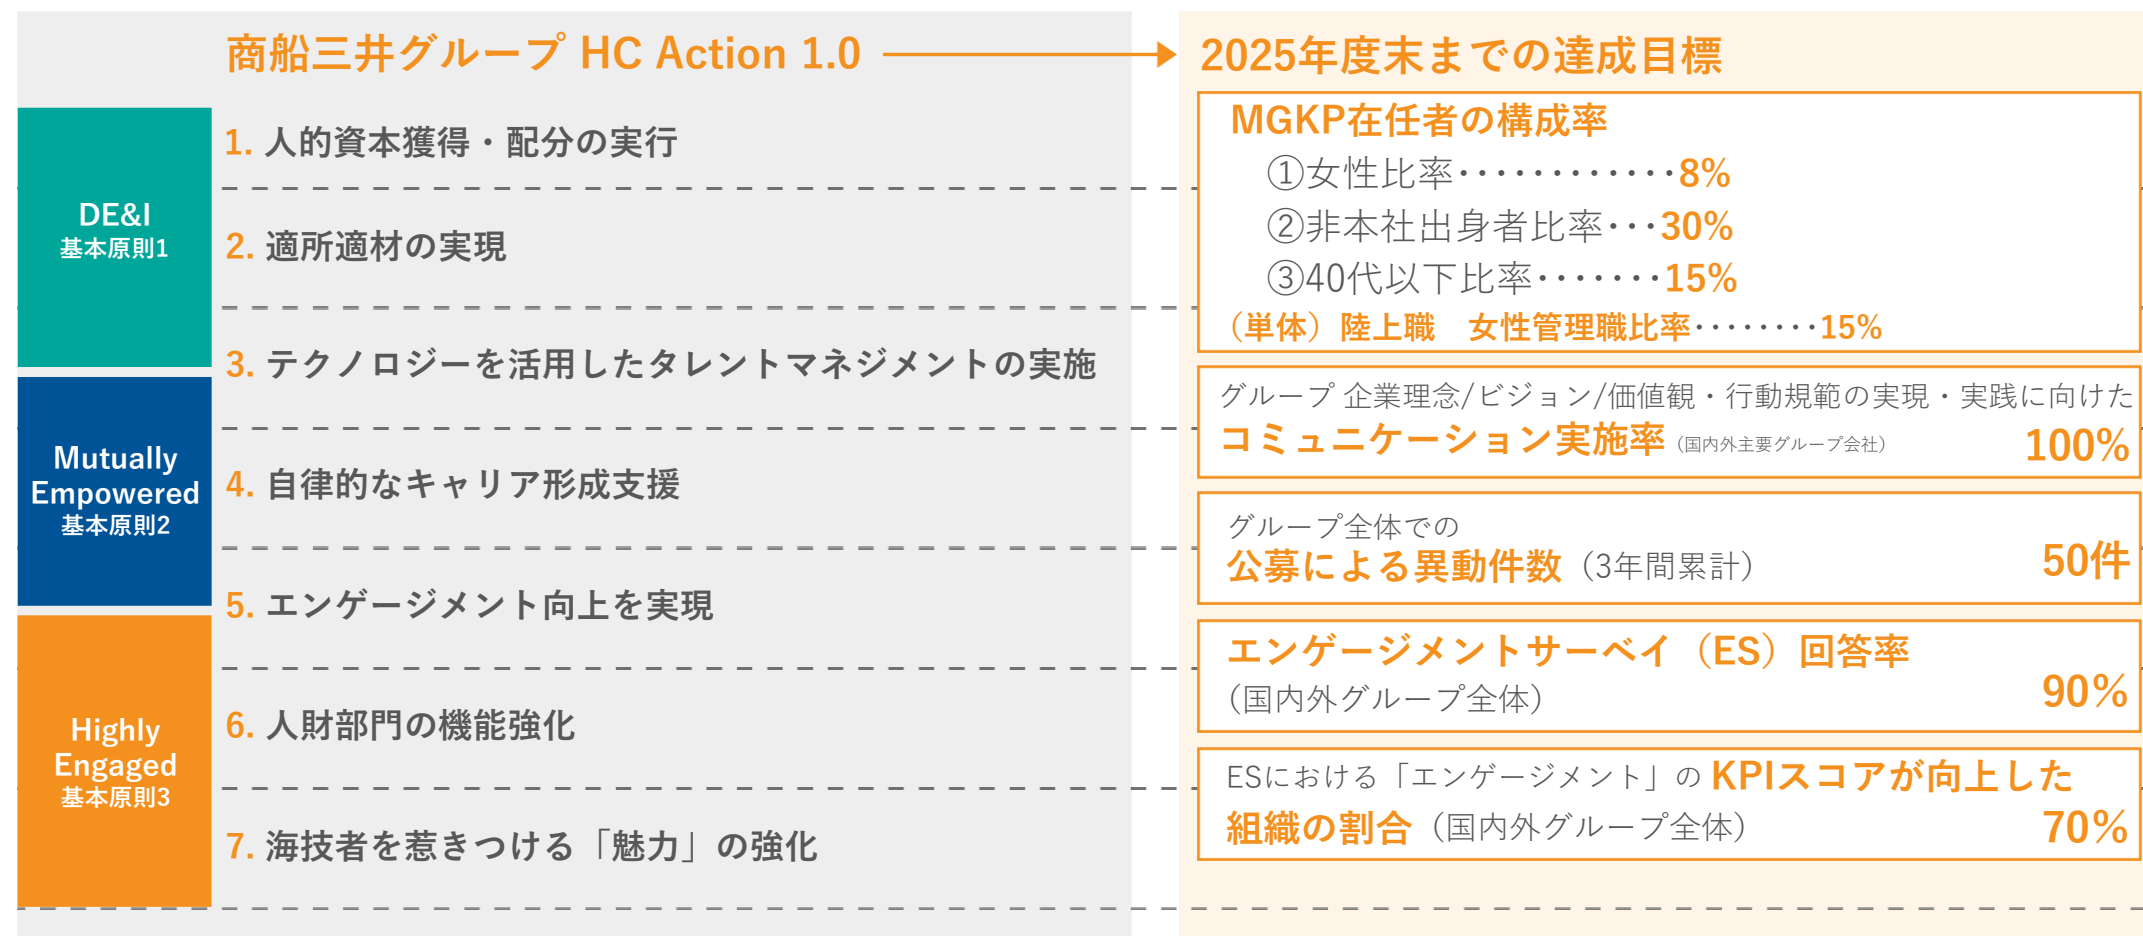 商船三井グループ HC Action 1.0
DE&I
基本原則1
Mutually
Empowered
基本原則2
Highly
Engaged
基本原則3
1. 人的資本獲得・配分の実行
2. 適所適材の実現
3. テクノロジーを活用したタレントマネジメントの実施
4. 自律的なキャリア形成支援
5. エンゲージメント向上を実現
6. 人財部門の機能強化
7. 海技者を惹きつける「魅力」の強化
2025年度末までの達成目標
MGKP在任者の構成率
①女性比率············8%
②非本社出身者比率···30%
③40代以下比率·······15%
（単体）陸上職　女性管理職比率········15%
グループ 企業理念/ビジョン/価値観・行動規範の実現・実践に向けた
コミュニケーション実施率（国内外主要グループ会社） 100%
グループ全体での
公募による異動件数（3年間累計） 50件
エンゲージメントサーベイ（ES）回答率
（国内外グループ全体） 90%
ESにおける「エンゲージメント」の KPIスコアが向上した
組織の割合（国内外グループ全体） 70%